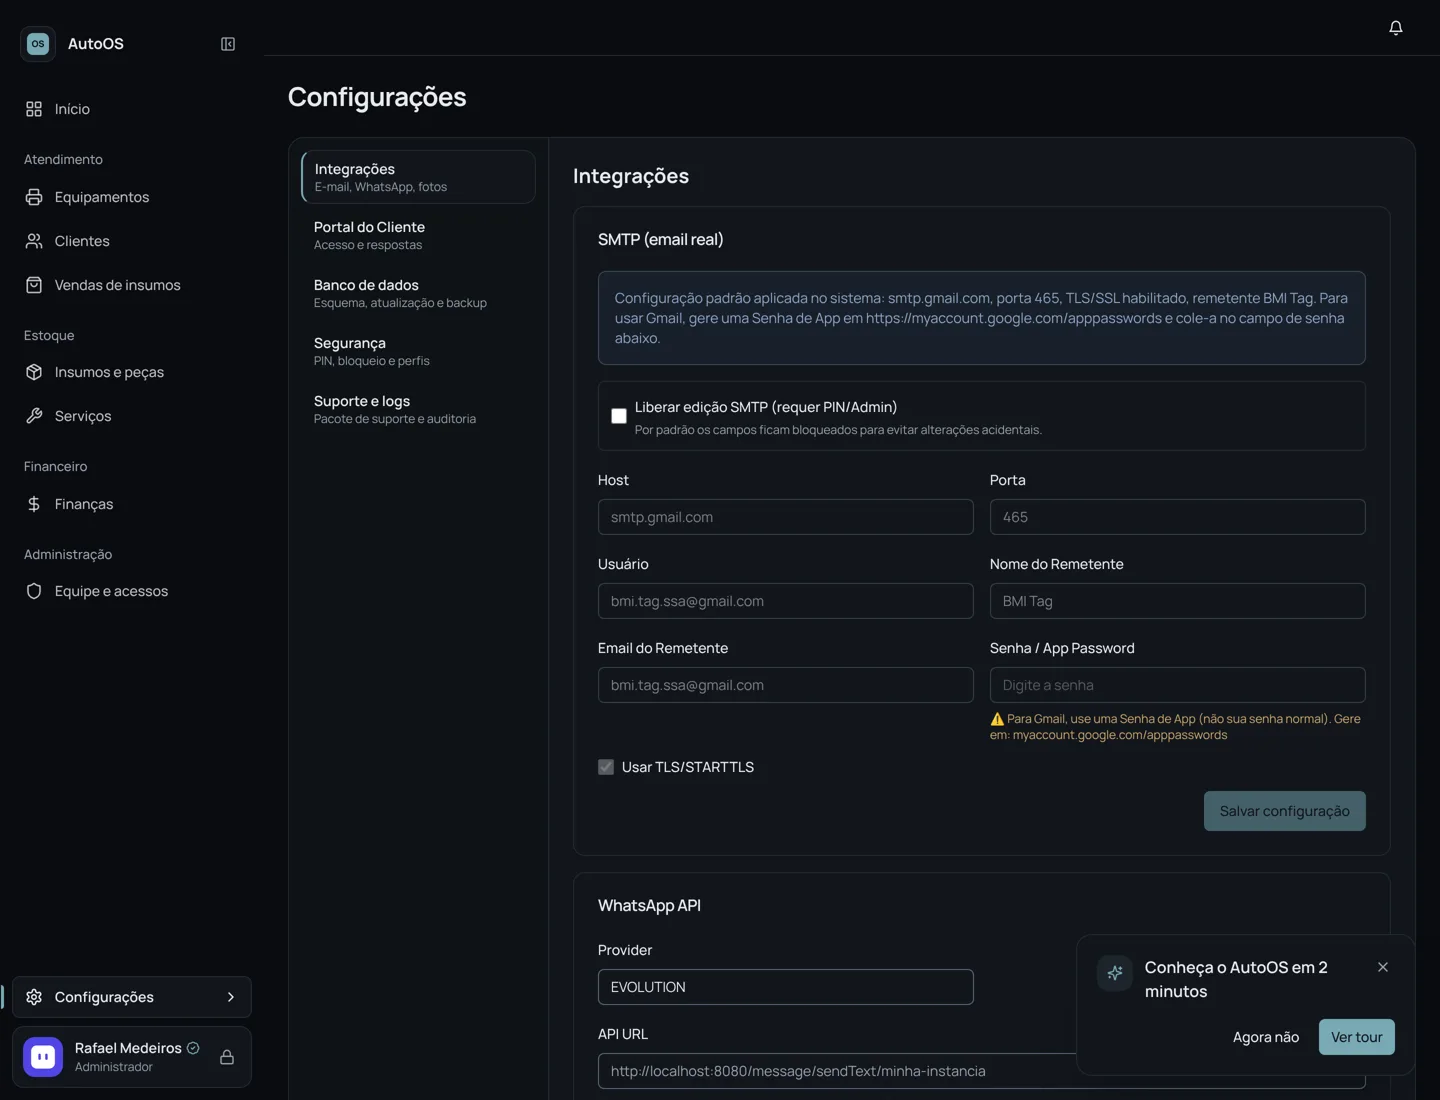 OS
AutoOS
Início
Atendimento
Equipamentos
Clientes
Vendas de insumos
Estoque
Insumos e peças
Serviços
Financeiro
Finanças
Administração
Equipe e acessos
Configurações
Rafael Medeiros
Administrador
Configurações
Integrações
E-mail, WhatsApp, fotos
Portal do Cliente
Acesso e respostas
Banco de dados
Esquema, atualização e backup
Segurança
PIN, bloqueio e perfis
Suporte e logs
Pacote de suporte e auditoria
Integrações
SMTP (email real)
Configuração padrão aplicada no sistema: smtp.gmail.com, porta 465, TLS/SSL habilitado, remetente BMI Tag. Para
usar Gmail, gere uma Senha de App em https://myaccount.google.com/apppasswords e cole-a no campo de senha
abaixo.
Liberar edição SMTP (requer PIN/Admin)
Por padrão os campos ficam bloqueados para evitar alterações acidentais.
Host
smtp.gmail.com
Porta
465
Usuário
bmi.tag.ssa@gmail.com
Nome do Remetente
BMI Tag
Email do Remetente
bmi.tag.ssa@gmail.com
Senha / App Password
Digite a senha
⚠️ Para Gmail, use uma Senha de App (não sua senha normal). Gere
em: myaccount.google.com/apppasswords
Usar TLS/STARTTLS
Salvar configuração
WhatsApp API
Provider
EVOLUTION
API URL
http://localhost:8080/message/sendText/minha-instancia
Conheça o AutoOS em 2
minutos
Agora não
Ver tour